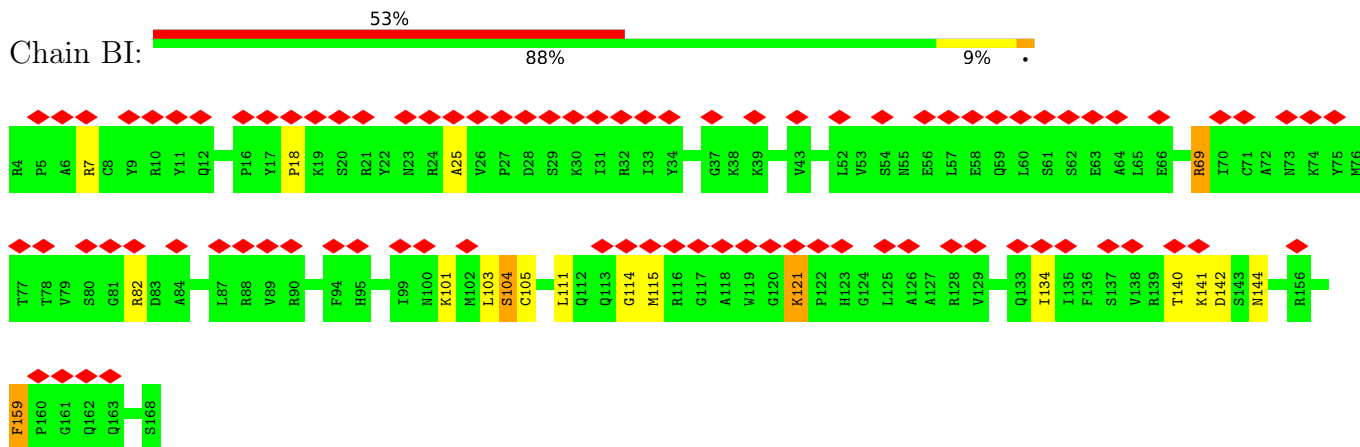 53%
Chain BI:
88% 9% •
R4 P5 A6 R7 C8 Y9 R10 Y11 Q12 P16 Y17 P18 K19 S20 R21 Y22 N23 R24 A25 V26 P27 D28 S29 K30 I31 R32 I33 Y34 G37 K38 K39 V43 L52 V53 S54 N55 E56 L57 E58 Q59 L60 S61 S62 E63 A64 L65 E66 R69 I70 C71 A72 N73 K74 Y75 M76
T77 T78 V79 S80 G81 R82 D83 A84 L87 R88 V89 R90 F94 H95 I99 N100 K101 M102 L103 S104 C105 L111 Q112 Q113 G114 M115 R116 G117 A118 W119 G120 K121 P122 H123 G124 L125 A126 A127 R128 V129 Q133 I134 I135 F136 S137 V138 R139 T140 K141 D142 S143 N144 R156
F159 P160 G161 Q162 Q163 S168